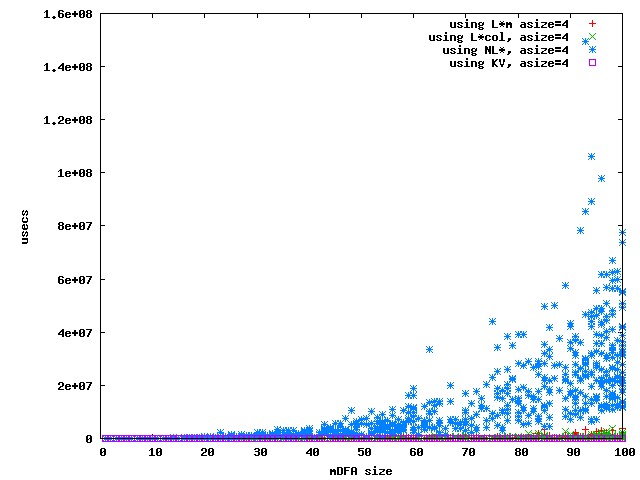 1.6e+08
1.4e+08
1.2e+08
1e+08
8e+07
6e+07
4e+07
2e+07
0
usecs
using L*m asize=4
using L*col, asize=4
using NL*, asize=4
using KV, asize=4
0 10 20 30 40 50 60 70 80 90 100
mDFA size